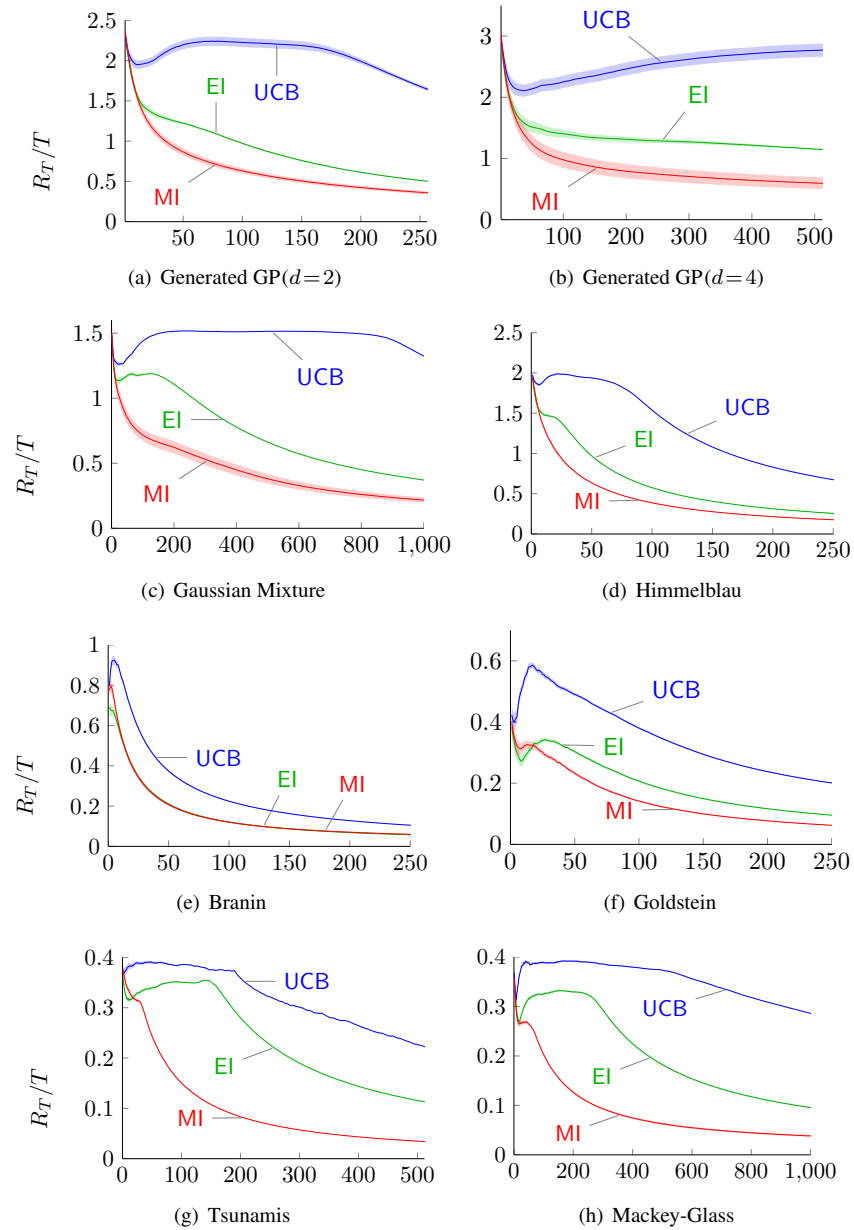 2.5
2
1.5
1
0.5
0
R_T/T
UCB
EI
MI
50 100 150 200 250
(a) Generated GP(d=2)
3
2
1
0
UCB
EI
MI
100 200 300 400 500
(b) Generated GP(d=4)
1.5
1
0.5
0
R_T/T
UCB
EI
MI
0 200 400 600 800 1,000
(c) Gaussian Mixture
2.5
2
1.5
1
0.5
0
UCB
EI
MI
0 50 100 150 200 250
(d) Himmelblau
1
0.8
0.6
0.4
0.2
0
R_T/T
UCB
EI
MI
0 50 100 150 200 250
(e) Branin
0.6
0.4
0.2
0
UCB
EI
MI
0 50 100 150 200 250
(f) Goldstein
0.4
0.3
0.2
0.1
0
R_T/T
UCB
EI
MI
0 100 200 300 400 500
(g) Tsunamis
0.4
0.3
0.2
0.1
0
UCB
EI
MI
0 200 400 600 800 1,000
(h) Mackey-Glass